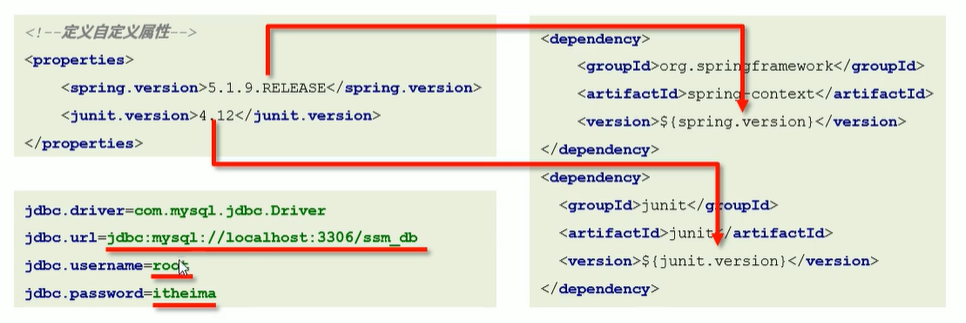 <!--定义自定义属性-->
<properties>
<spring.version>5.1.9.RELEASE</spring.version>
<junit.version>4.12</junit.version>
</properties>
jdbc.driver=com.mysql.jdbc.Driver
jdbc.url=jdbc:mysql://localhost:3306/ssm_db
jdbc.username=root
jdbc.password=itheima
<dependency>
<groupId>org.springframework</groupId>
<artifactId>spring-context</artifactId>
<version>${spring.version}</version>
</dependency>
<dependency>
<groupId>junit</groupId>
<artifactId>junit</artifactId>
<version>${junit.version}</version>
</dependency>